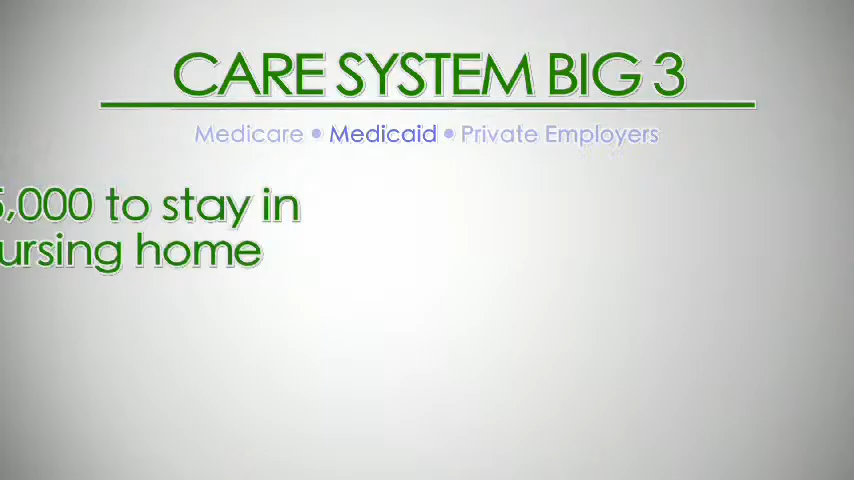 CARE SYSTEM BIG 3
Medicare • Medicaid • Private Employers
,000 to stay in
ursing home